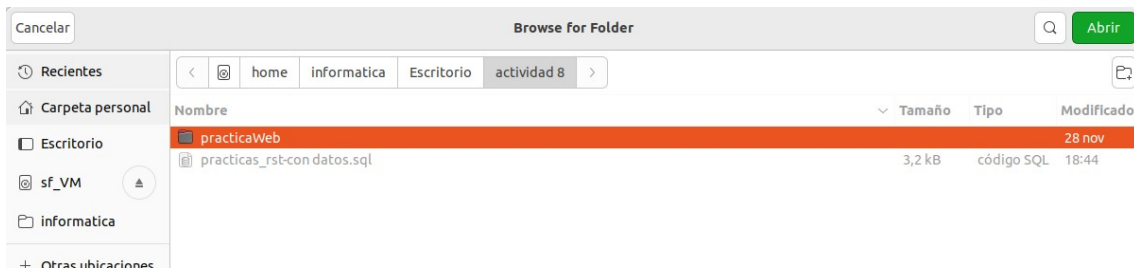 Cancelar Browse for Folder Abrir
Recientes
home informatica Escritorio actividad 8
Carpeta personal
Nombre Tamaño Tipo Modificado
practicaWeb 28 nov
Escritorio
practicas_rst-con datos.sql 3,2 kB código SQL 18:44
sf_VM
informatica
+ Otras ubicaciones